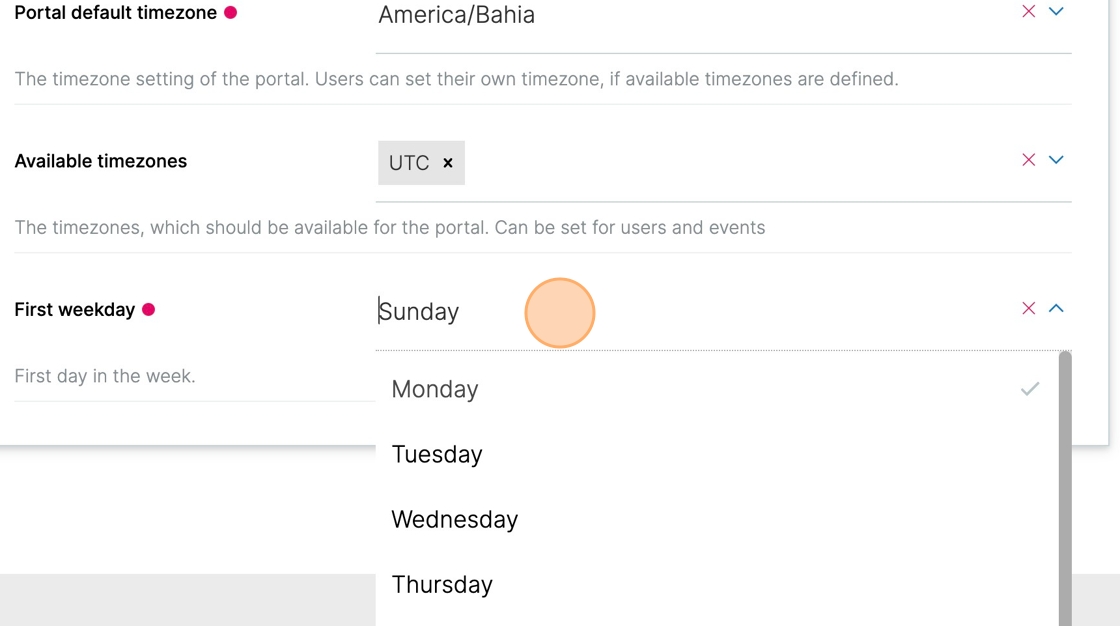 Portal default timezone
America/Bahia
The timezone setting of the portal. Users can set their own timezone, if available timezones are defined.
Available timezones
UTC ×
The timezones, which should be available for the portal. Can be set for users and events
First weekday
Sunday
First day in the week.
Monday
Tuesday
Wednesday
Thursday